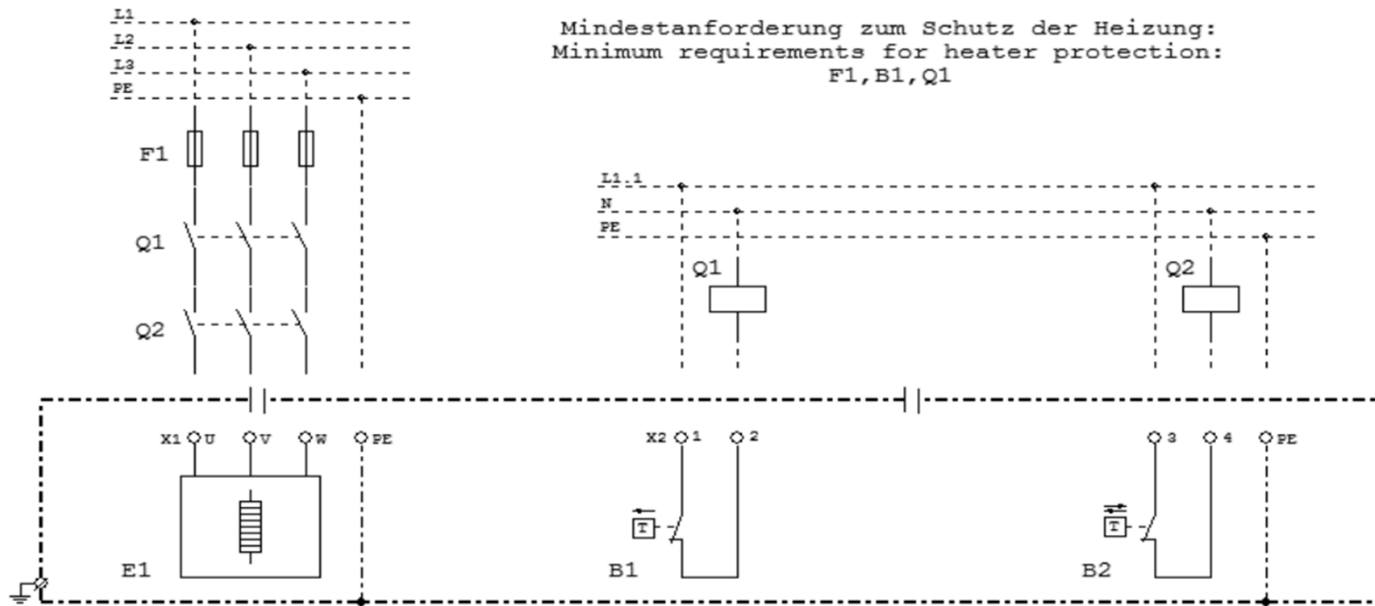 L1
L2
L3
PE
Mindestanforderung zum Schutz der Heizung:
Minimum requirements for heater protection:
F1,B1,Q1
F1
L1.1
N
PE
Q1
Q1
Q2
Q2
X1 U V W PE
X2 1 2
3 4 PE
T
T
E1
B1
B2